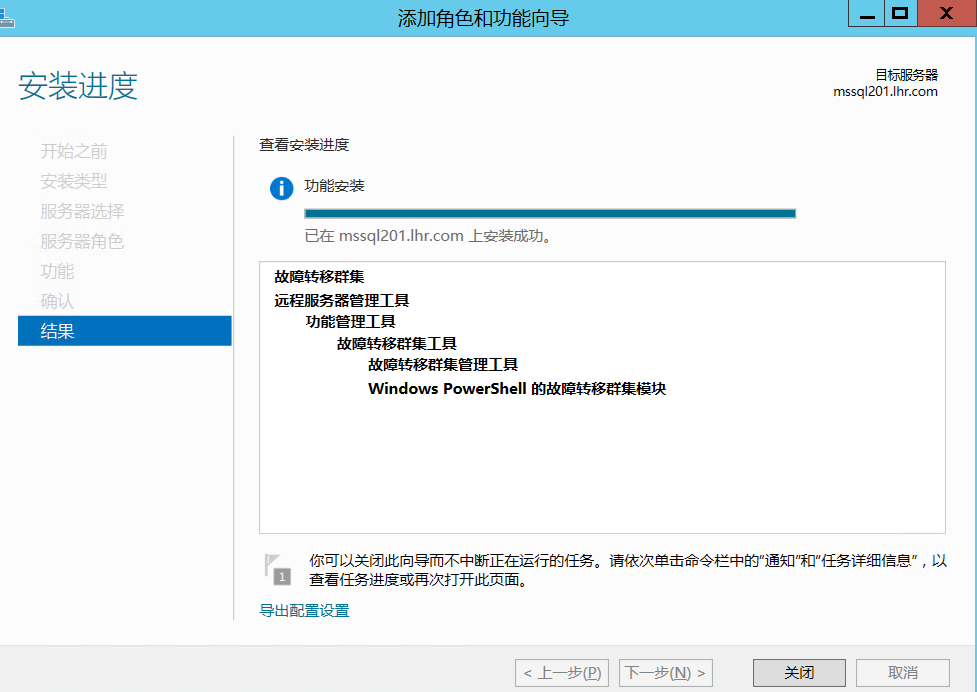 添加角色和功能向导
安装进度
目标服务器
mssql201.lhr.com
开始之前
安装类型
服务器选择
服务器角色
功能
确认
结果
查看安装进度
功能安装
已在 mssql201.lhr.com 上安装成功。
故障转移群集
远程服务器管理工具
功能管理工具
故障转移群集工具
故障转移群集管理工具
Windows PowerShell 的故障转移群集模块
1
你可以关闭此向导而不中断正在运行的任务。请依次单击命令栏中的“通知”和“任务详细信息”，以
查看任务进度或再次打开此页面。
导出配置设置
< 上一步(P)
下一步(N) >
关闭
取消